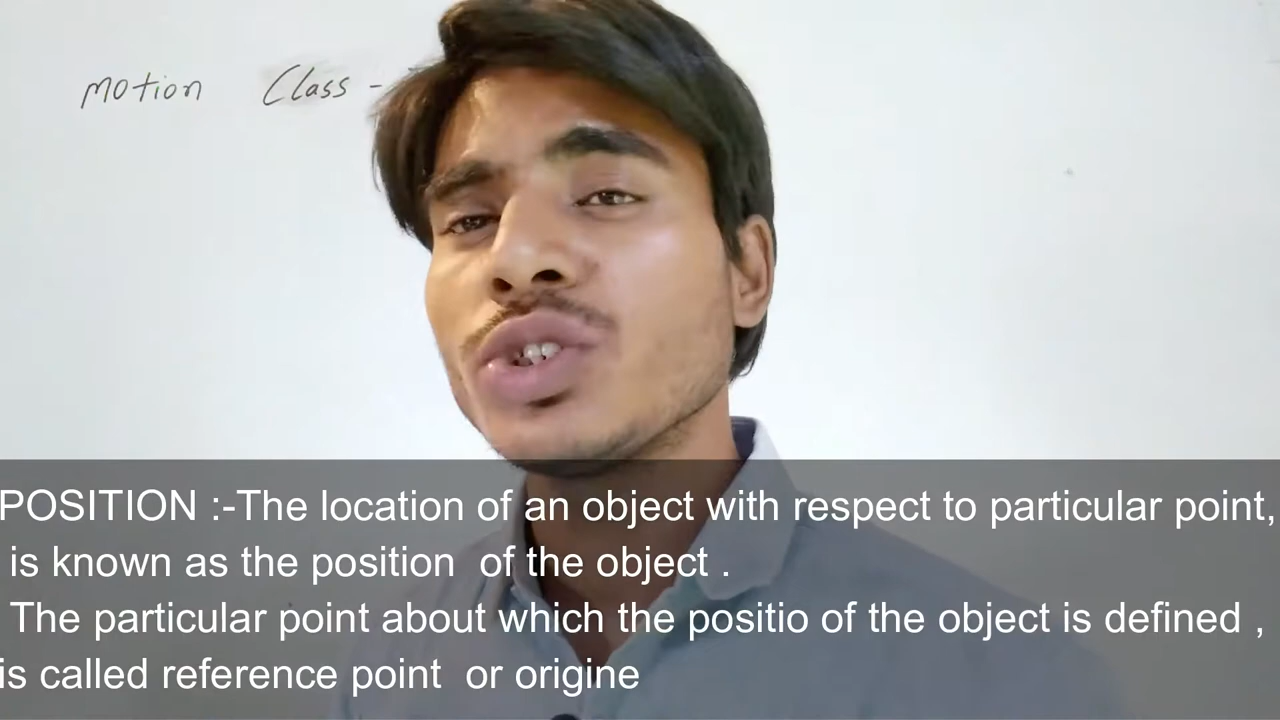 Motion Class -
POSITION :-The location of an object with respect to particular point,
is known as the position of the object .
The particular point about which the positio of the object is defined ,
is called reference point or origine